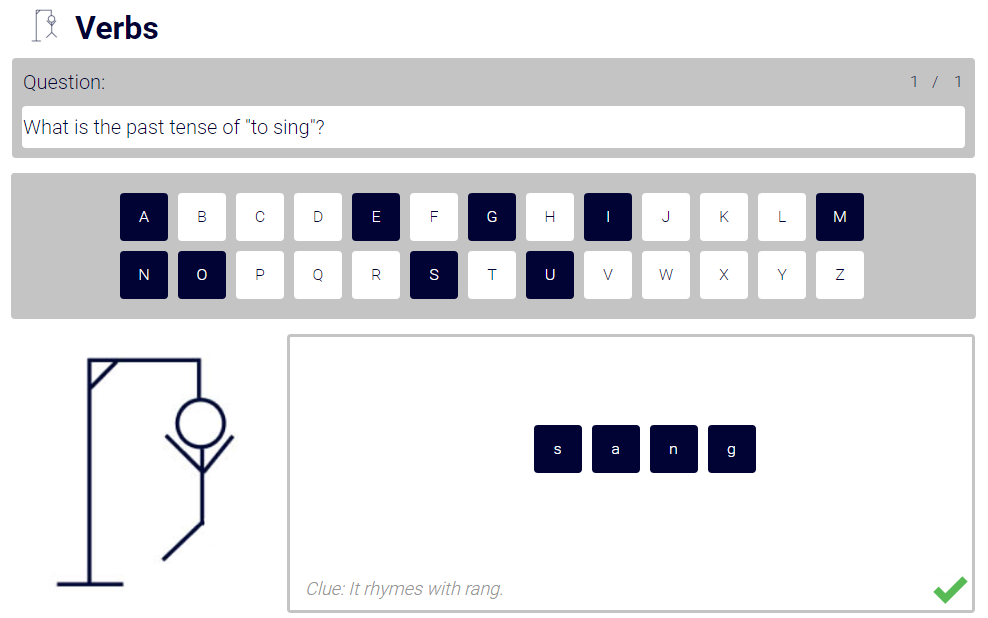 Verbs
Question:
1 / 1
What is the past tense of "to sing"?
A B C D E F G H I J K L M
N O P Q R S T U V W X Y Z
s a n g
Clue: It rhymes with rang.